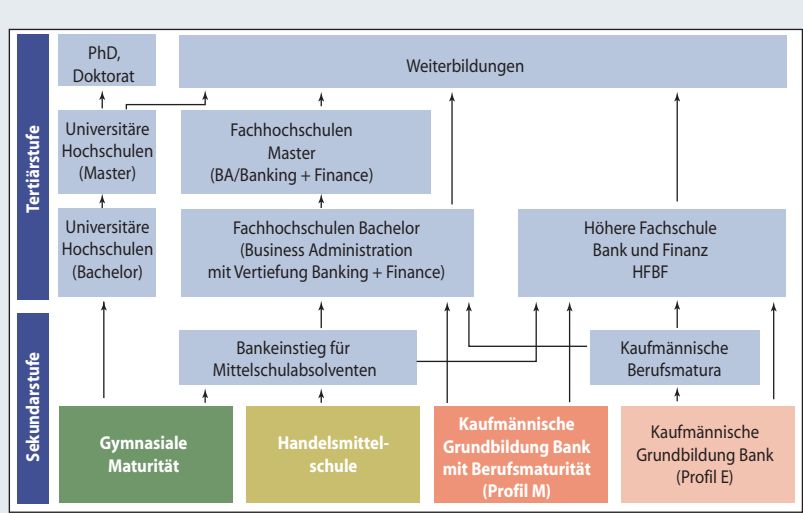 Tertiärstufe
PhD,
Doktorat
Weiterbildungen
Universitäre
Hochschulen
(Master)
Fachhochschulen
Master
(BA/Banking + Finance)
Universitäre
Hochschulen
(Bachelor)
Fachhochschulen Bachelor
(Business Administration
mit Vertiefung Banking + Finance)
Höhere Fachschule
Bank und Finanz
HFBF
Sekundarstufe
Bankeinstieg für
Mittelschulabsolventen
Kaufmännische
Berufsmatura
Gymnasiale
Maturität
Handelsmittel-
schule
Kaufmännische
Grundbildung Bank
mit Berufsmaturität
(Profil M)
Kaufmännische
Grundbildung Bank
(Profil E)